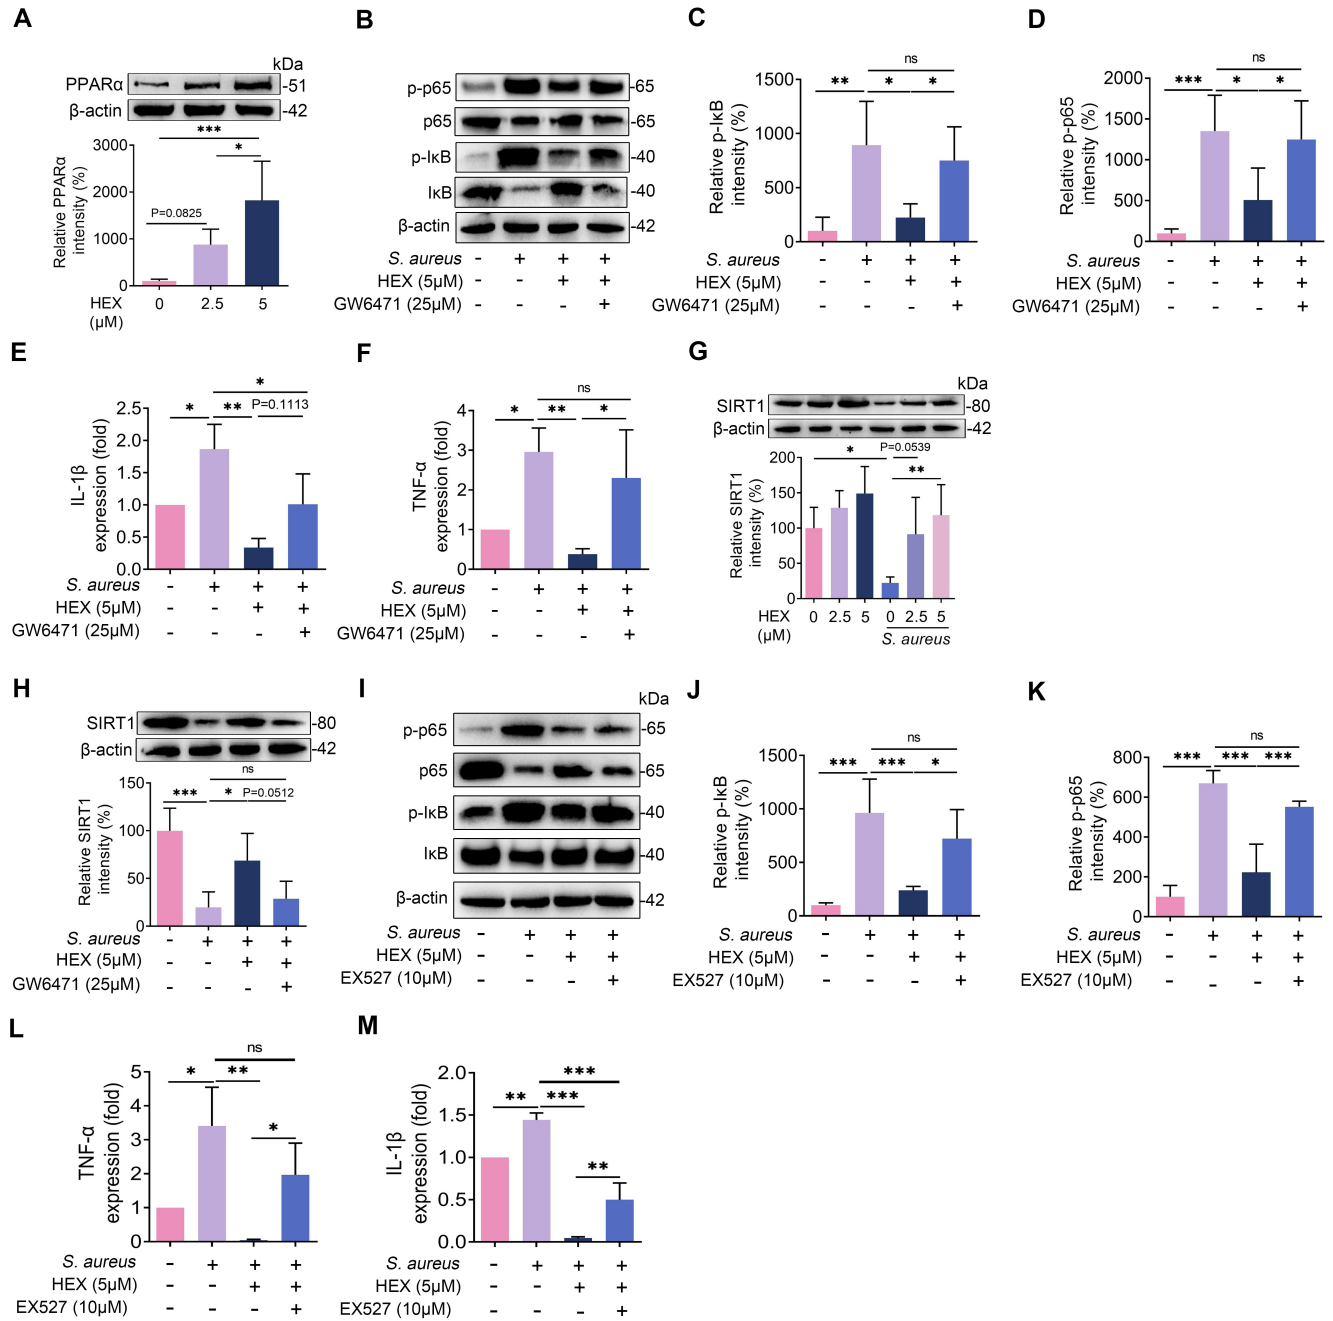 A
kDa
PPARα
-51
β-actin
-42
***
*
P=0.0825
3000
2000
1000
0
Relative PPARα
intensity (%)
HEX
(μM)
0 2.5 5
B
p-p65
-65
p65
-65
p-IκB
-40
IκB
-40
β-actin
-42
S. aureus - + + +
HEX (5μM) - - + +
GW6471 (25μM) - - - +
C
ns
** * *
1500
1000
500
0
Relative p-IκB
intensity (%)
S. aureus - + + +
HEX (5μM) - - + +
GW6471 (25μM) - - - +
D
ns
*** * *
2000
1500
1000
500
0
Relative p-p65
intensity (%)
S. aureus - + + +
HEX (5μM) - - + +
GW6471 (25μM) - - - +
E
*
P=0.1113
* **
2.5
2.0
1.5
1.0
0.5
0.0
IL-1β
expression (fold)
S. aureus - + + +
HEX (5μM) - - + +
GW6471 (25μM) - - - +
F
ns
* ** *
4
3
2
1
0
TNF-α
expression (fold)
S. aureus - + + +
HEX (5μM) - - + +
GW6471 (25μM) - - - +
G
kDa
SIRT1
-80
β-actin
-42
*
P=0.0539
**
200
150
100
50
0
Relative SIRT1
intensity (%)
HEX
(μM)
0 2.5 5 0 2.5 5
S. aureus
H
SIRT1
-80
β-actin
-42
ns
*** * P=0.0512
150
100
50
0
Relative SIRT1
intensity (%)
S. aureus - + + +
HEX (5μM) - - + +
GW6471 (25μM) - - - +
I
kDa
p-p65
-65
p65
-65
p-IκB
-40
IκB
-40
β-actin
-42
S. aureus - + + +
HEX (5μM) - - + +
EX527 (10μM) - - - +
J
ns
*** *** *
1500
1000
500
0
Relative p-IκB
intensity (%)
S. aureus - + + +
HEX (5μM) - - + +
EX527 (10μM) - - - +
K
ns
*** *** ***
800
600
400
200
0
Relative p-p65
intensity (%)
S. aureus - + + +
HEX (5μM) - - + +
EX527 (10μM) - - - +
L
ns
* **
*
5
4
3
2
1
0
TNF-α
expression (fold)
S. aureus - + + +
HEX (5μM) - - + +
EX527 (10μM) - - - +
M
***
** ***
**
2.0
1.5
1.0
0.5
0.0
IL-1β
expression (fold)
S. aureus - + + +
HEX (5μM) - - + +
EX527 (10μM) - - - +